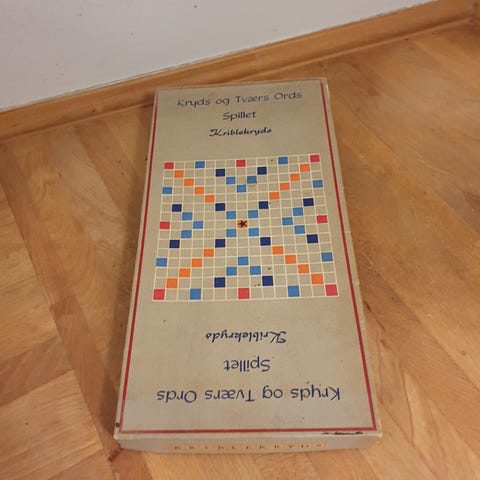 Kryds og Tværs Ords
Spillet
Kriblekryds
Kriblekryds
Spillet
Kryds og Tværs Ords
KRIBLEKRYDS